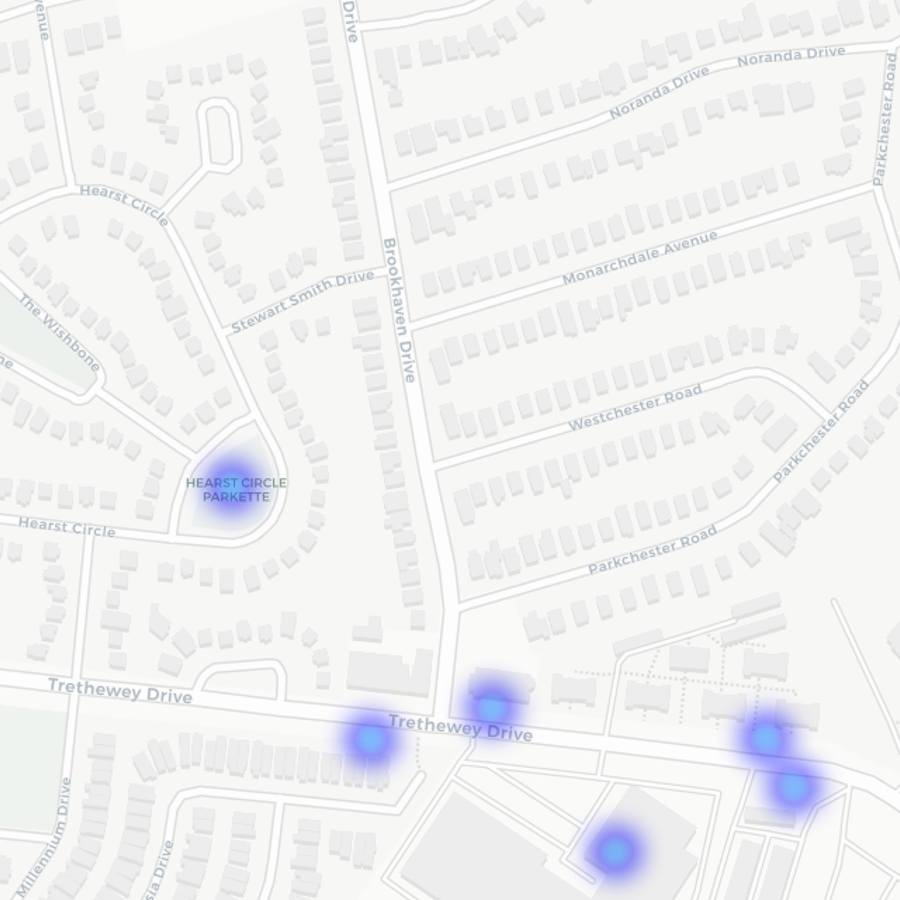 Drive
Noranda Drive
Noranda Drive
Parkchester Road
Hearst Circle
Brookhaven Drive
Monarchdale Avenue
Stewart Smith Drive
The Wishbone
Westchester Road
Parkchester Road
HEARST CIRCLE
PARKETTE
Hearst Circle
Parkchester Road
Trethewey Drive
Trethewey Drive
Millennium Drive
Drive